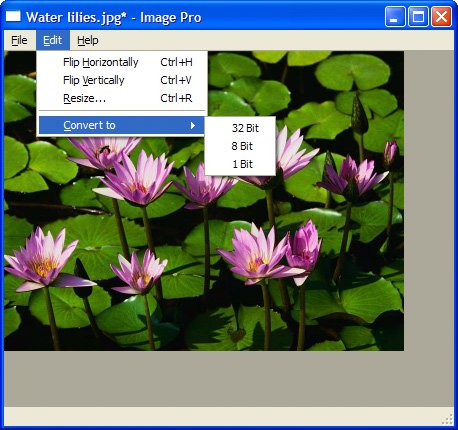 Water lilies.jpg* - Image Pro
File Edit Help
Flip Horizontally Ctrl+H
Flip Vertically Ctrl+V
Resize... Ctrl+R
Convert to
32 Bit
8 Bit
1 Bit